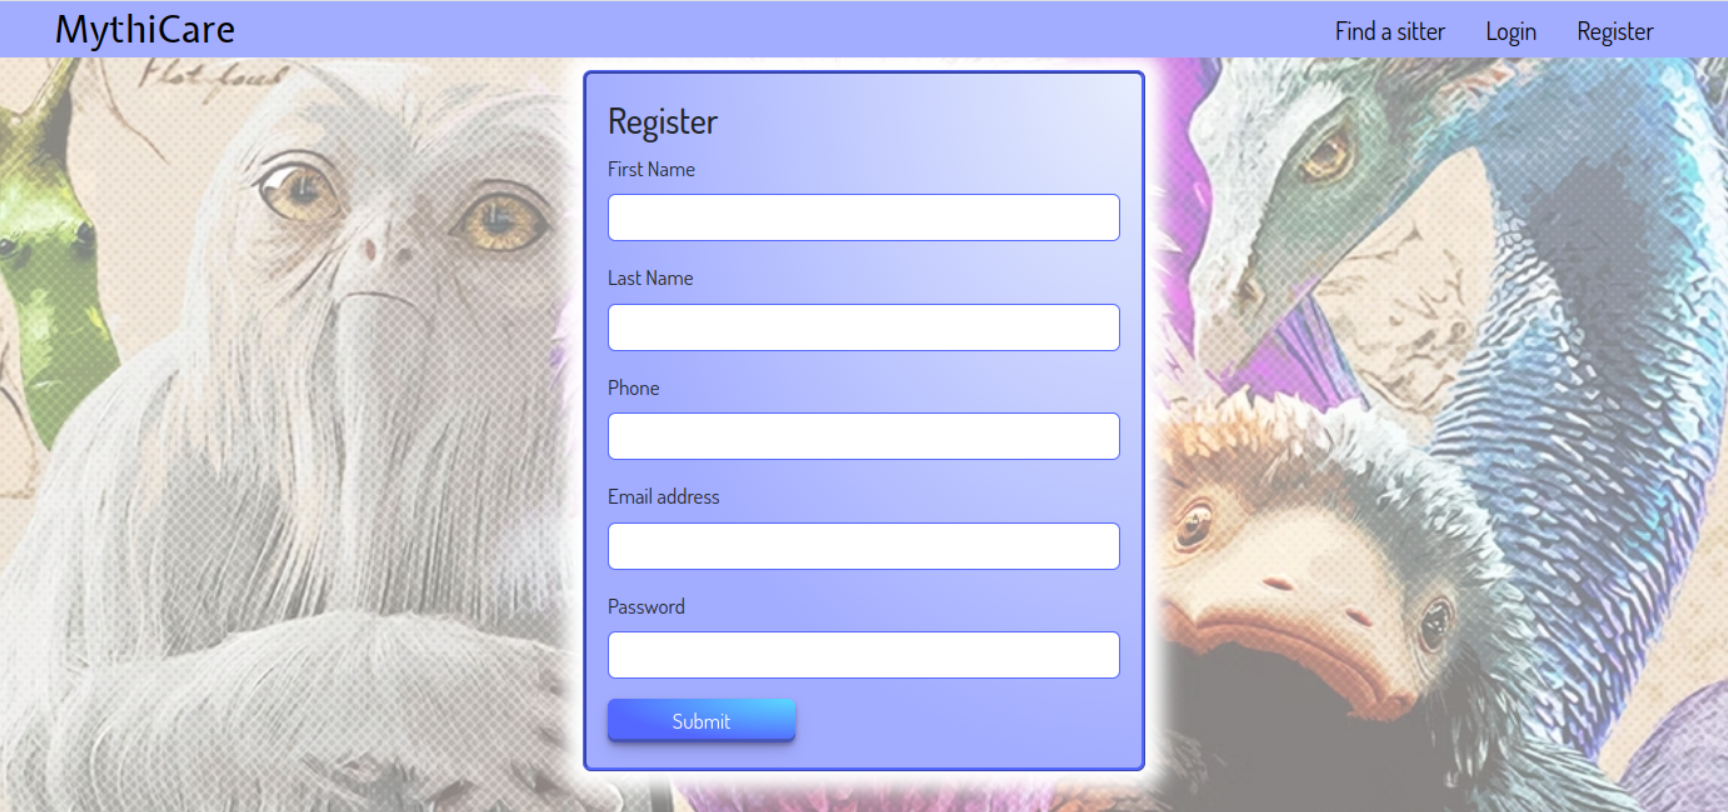 MythiCare
Find a sitter
Login
Register
Register
First Name
Last Name
Phone
Email address
Password
Submit